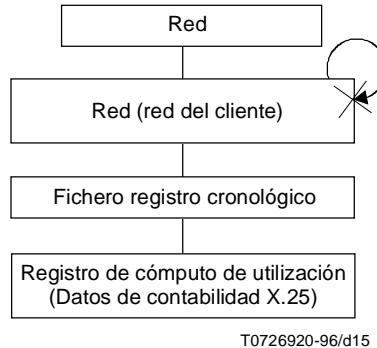 Red
Red (red del cliente)
Fichero registro cronológico
Registro de cómputo de utilización
(Datos de contabilidad X.25)
T0726920-96/d15